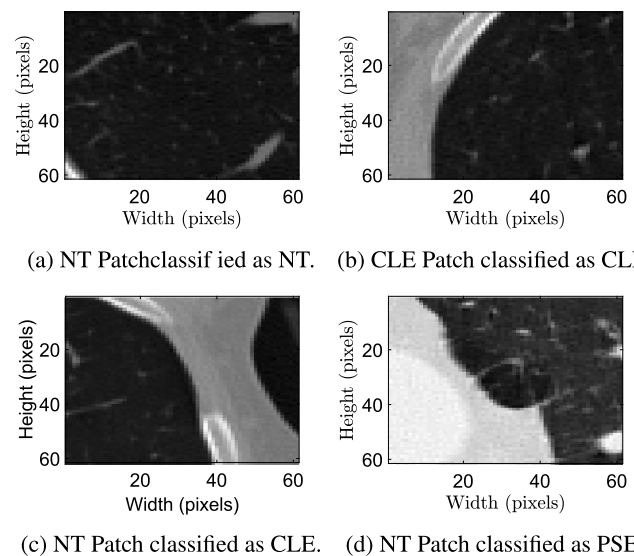 Height (pixels)
20
40
60
20
40
60
Width (pixels)
(a) NT Patchclassif ied as NT.
Height (pixels)
20
40
60
20
40
60
Width (pixels)
(b) CLE Patch classified as CLE
Height (pixels)
20
40
60
20
40
60
Width (pixels)
(c) NT Patch classified as CLE.
Height (pixels)
20
40
60
20
40
60
Width (pixels)
(d) NT Patch classified as PSE